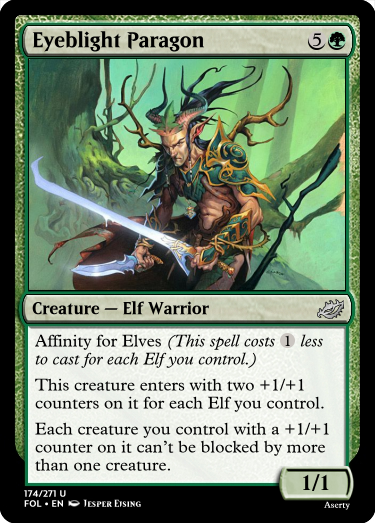 Eyeblight Paragon 5
Creature — Elf Warrior
Affinity for Elves (This spell costs 1 less
to cast for each Elf you control.)
This creature enters with two +1/+1
counters on it for each Elf you control.
Each creature you control with a +1/+1
counter on it can't be blocked by more
than one creature.
1/1
174/271 U
FOL • EN Jesper Ejsing
Aserty